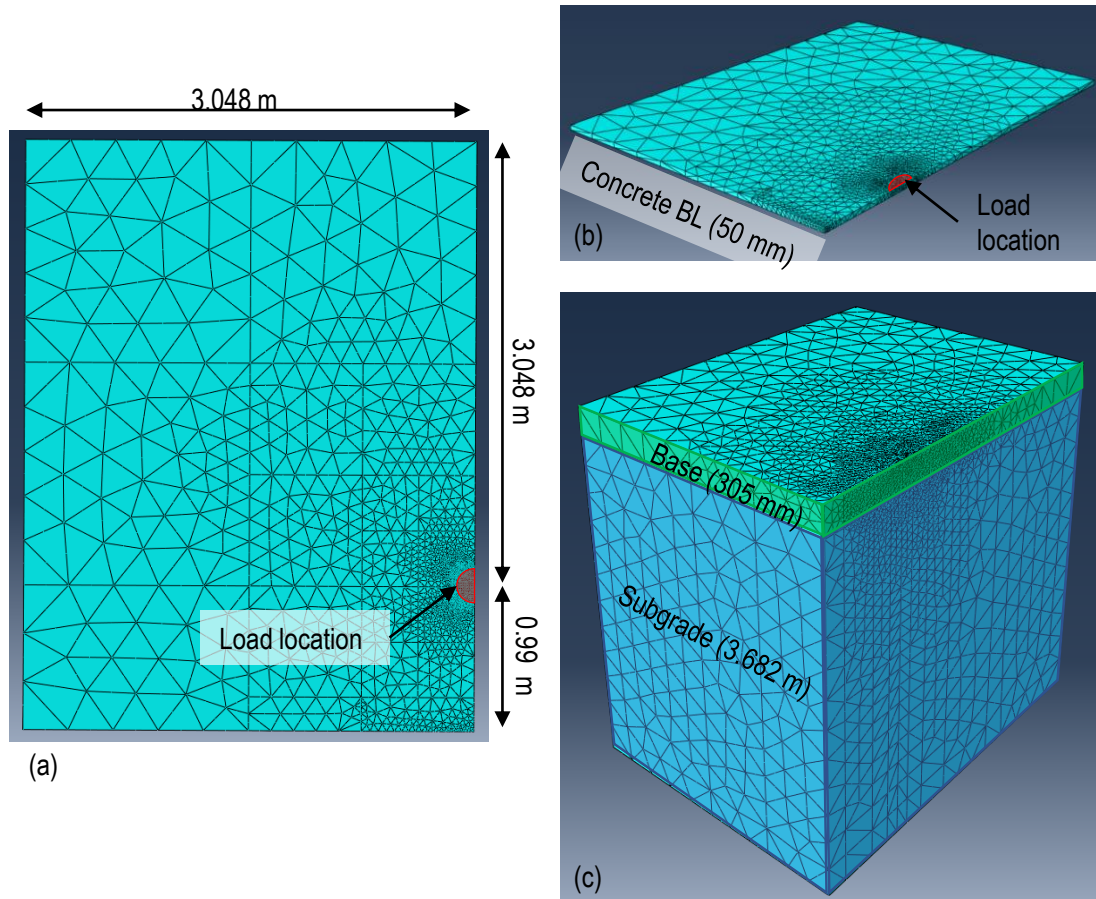 3.048 m
3.048 m
0.99 m
Load location
(a)
Concrete BL (50 mm)
Load
location
(b)
Base (305 mm)
Subgrade (3.682 m)
(c)